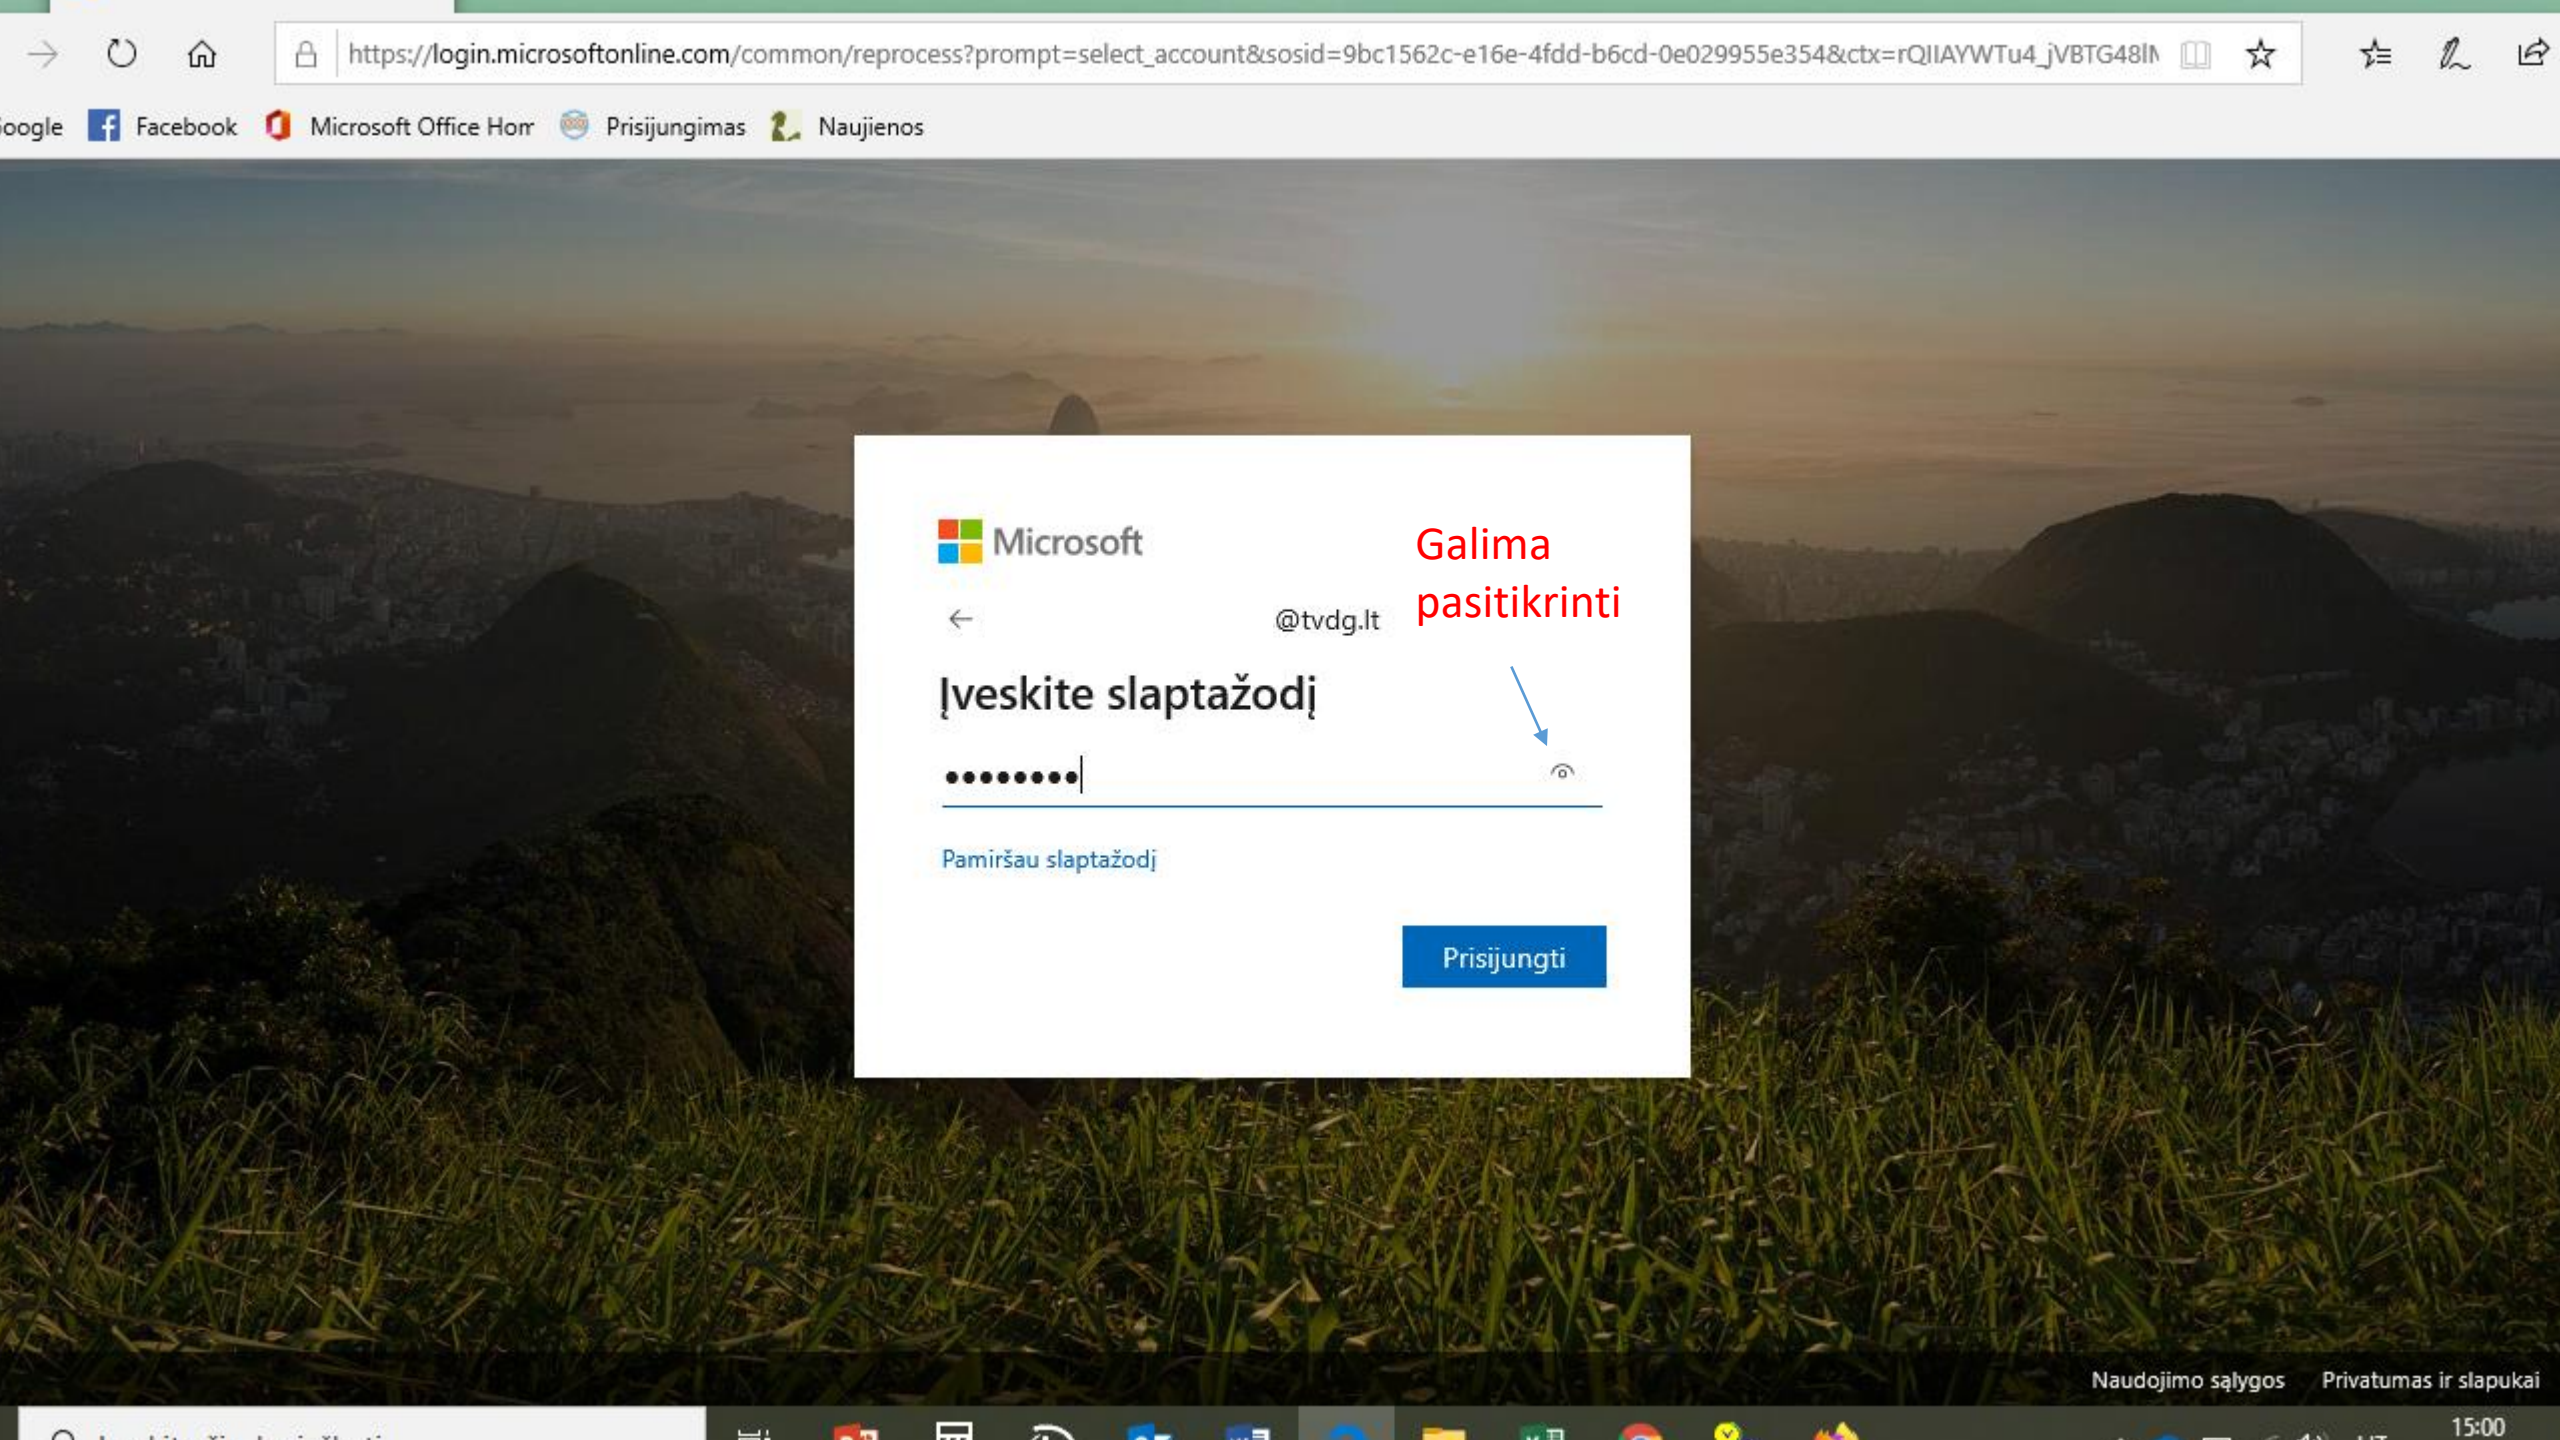 https://login.microsoftonline.com/common/reprocess?prompt=select_account&sosid=9bc1562c-e16e-4fdd-b6cd-0e029955e354&ctx=rQIIAYWTu4_jVBTG48lN
Facebook Microsoft Office Hom Prisijungimas Naujienos
Microsoft
Galima
pasitikrinti
@tvdg.lt
Įveskite slaptažodį
Pamiršau slaptažodį
Prisijungti
Naudojimo sąlygos Privatumas ir slapukai
15:00